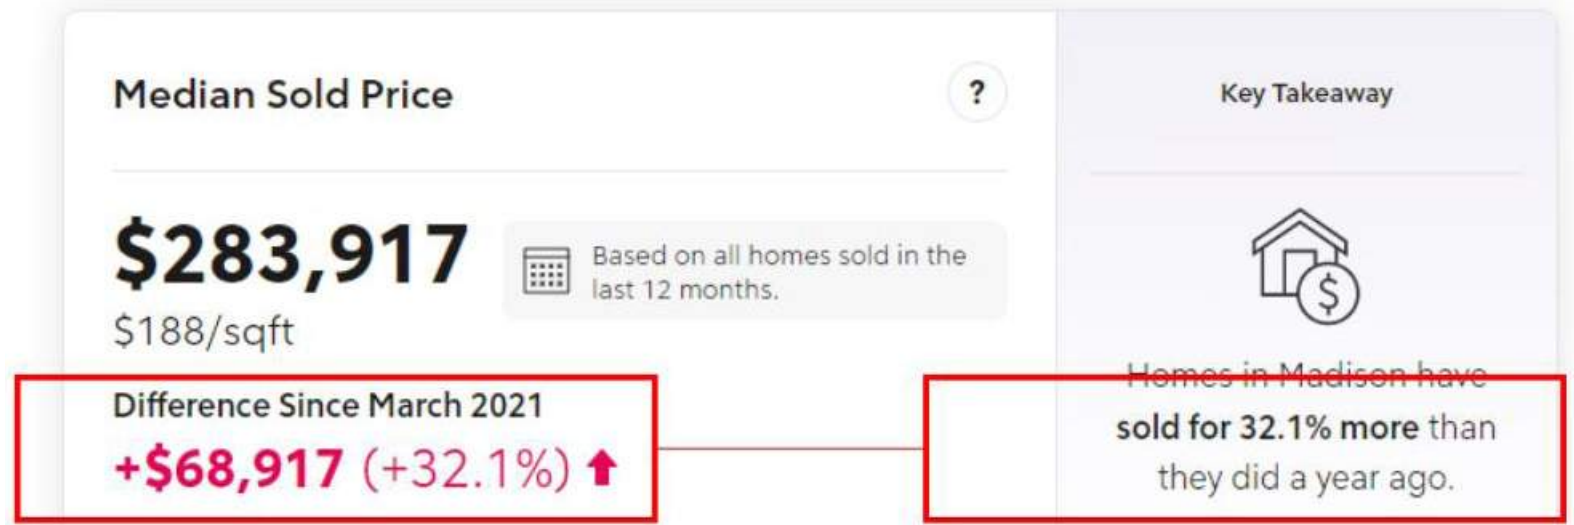 Median Sold Price
?
$283,917
$188/sqft
Based on all homes sold in the
last 12 months.
Difference Since March 2021
+$68,917 (+32.1%)
Key Takeaway
$
Homes in Madison have
sold for 32.1% more than
they did a year ago.